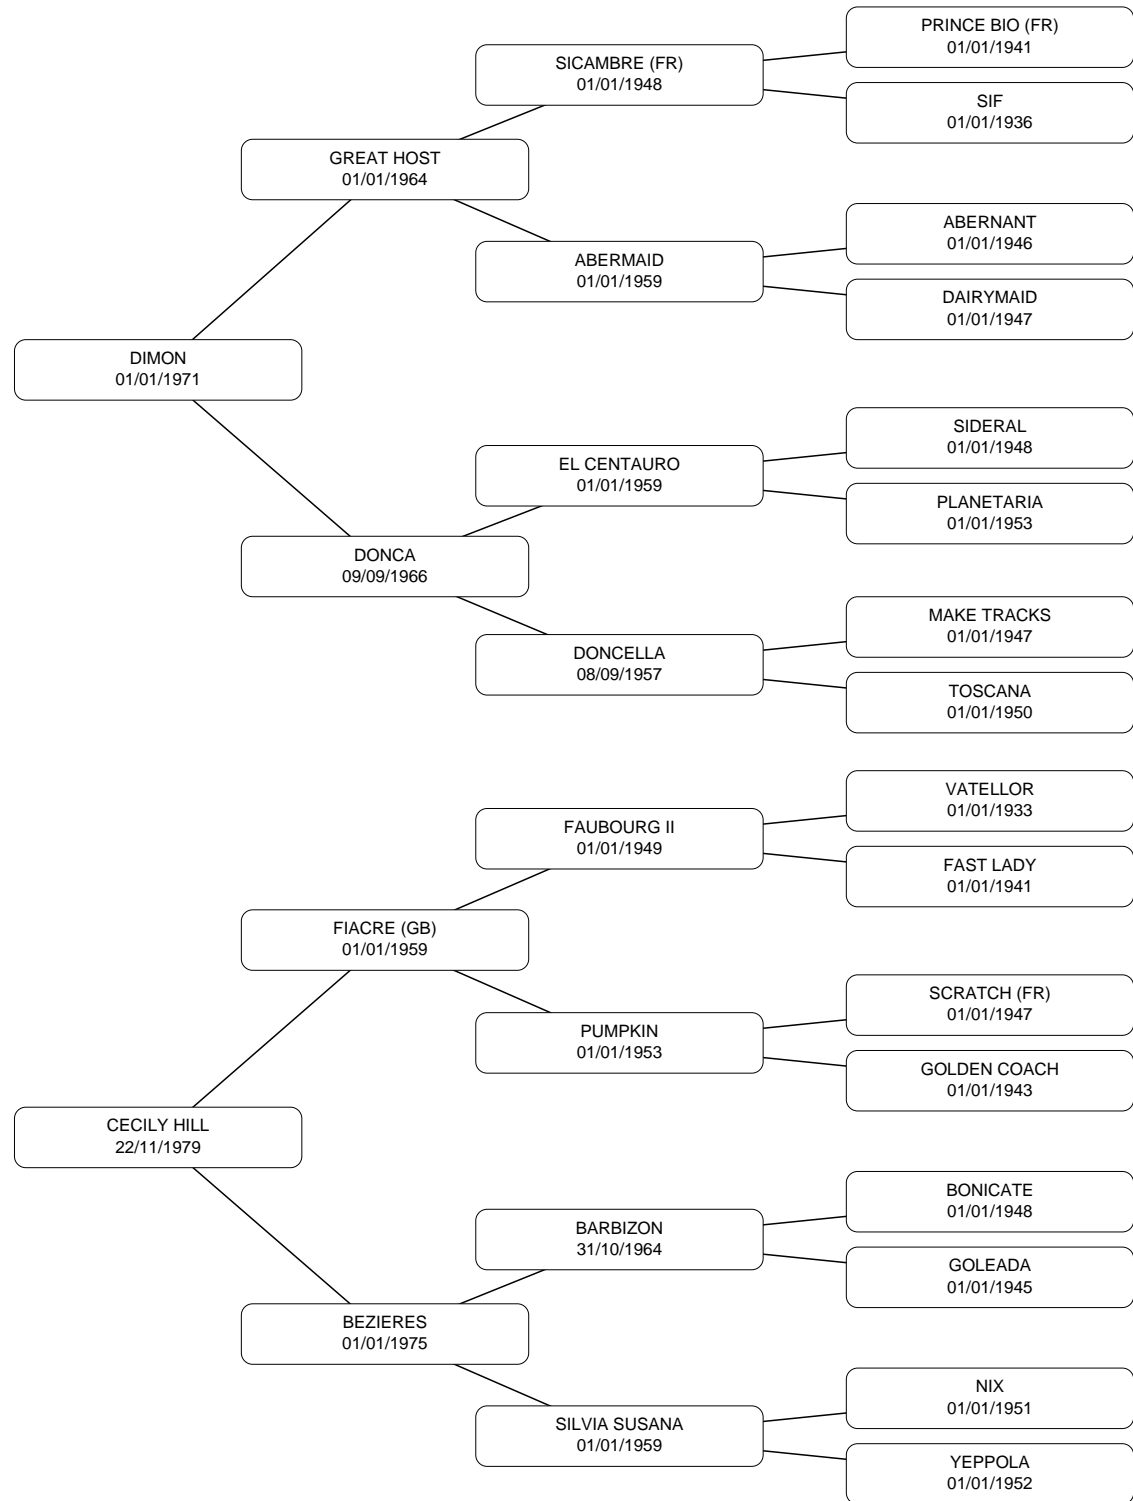 PRINCE BIO (FR)
01/01/1941
SICAMBRE (FR)
01/01/1948
SIF
01/01/1936
GREAT HOST
01/01/1964
ABERNANT
01/01/1946
ABERMAID
01/01/1959
DAIRYMAID
01/01/1947
DIMON
01/01/1971
SIDERAL
01/01/1948
EL CENTAURO
01/01/1959
PLANETARIA
01/01/1953
DONCA
09/09/1966
MAKE TRACKS
01/01/1947
DONCELLA
08/09/1957
TOSCANA
01/01/1950
VATELLOR
01/01/1933
FAUBOURG II
01/01/1949
FAST LADY
01/01/1941
FIACRE (GB)
01/01/1959
SCRATCH (FR)
01/01/1947
PUMPKIN
01/01/1953
GOLDEN COACH
01/01/1943
CECILY HILL
22/11/1979
BONICATE
01/01/1948
BARBIZON
31/10/1964
GOLEADA
01/01/1945
BEZIERES
01/01/1975
NIX
01/01/1951
SILVIA SUSANA
01/01/1959
YEPPOLA
01/01/1952